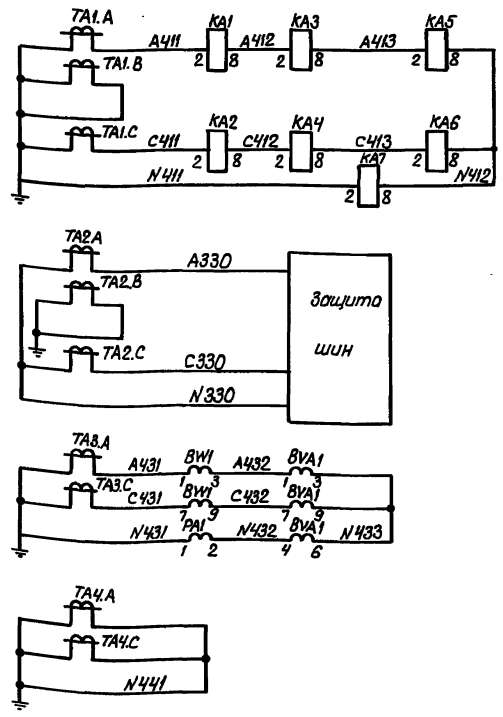 TA1.A KA1 KA3 KA5
A411 A412 A413
2 8 2 8 2 8
TA1.B
TA1.C KA2 KA4 KA6
C411 C412 C413
2 8 2 8 2 8
KA7
N411 N412
2 8
TA2.A
A330
TA2.B
Защита
шин
TA2.C
C330
N330
TA3.A
A431 BW1 A432 BVA1
1 3 1 3
TA3.C
C431 BW1 C432 BVA1
7 9 7 9
N431 PA1 N432 BVA1 N433
1 2 4 6
TA4.A
TA4.C
N441